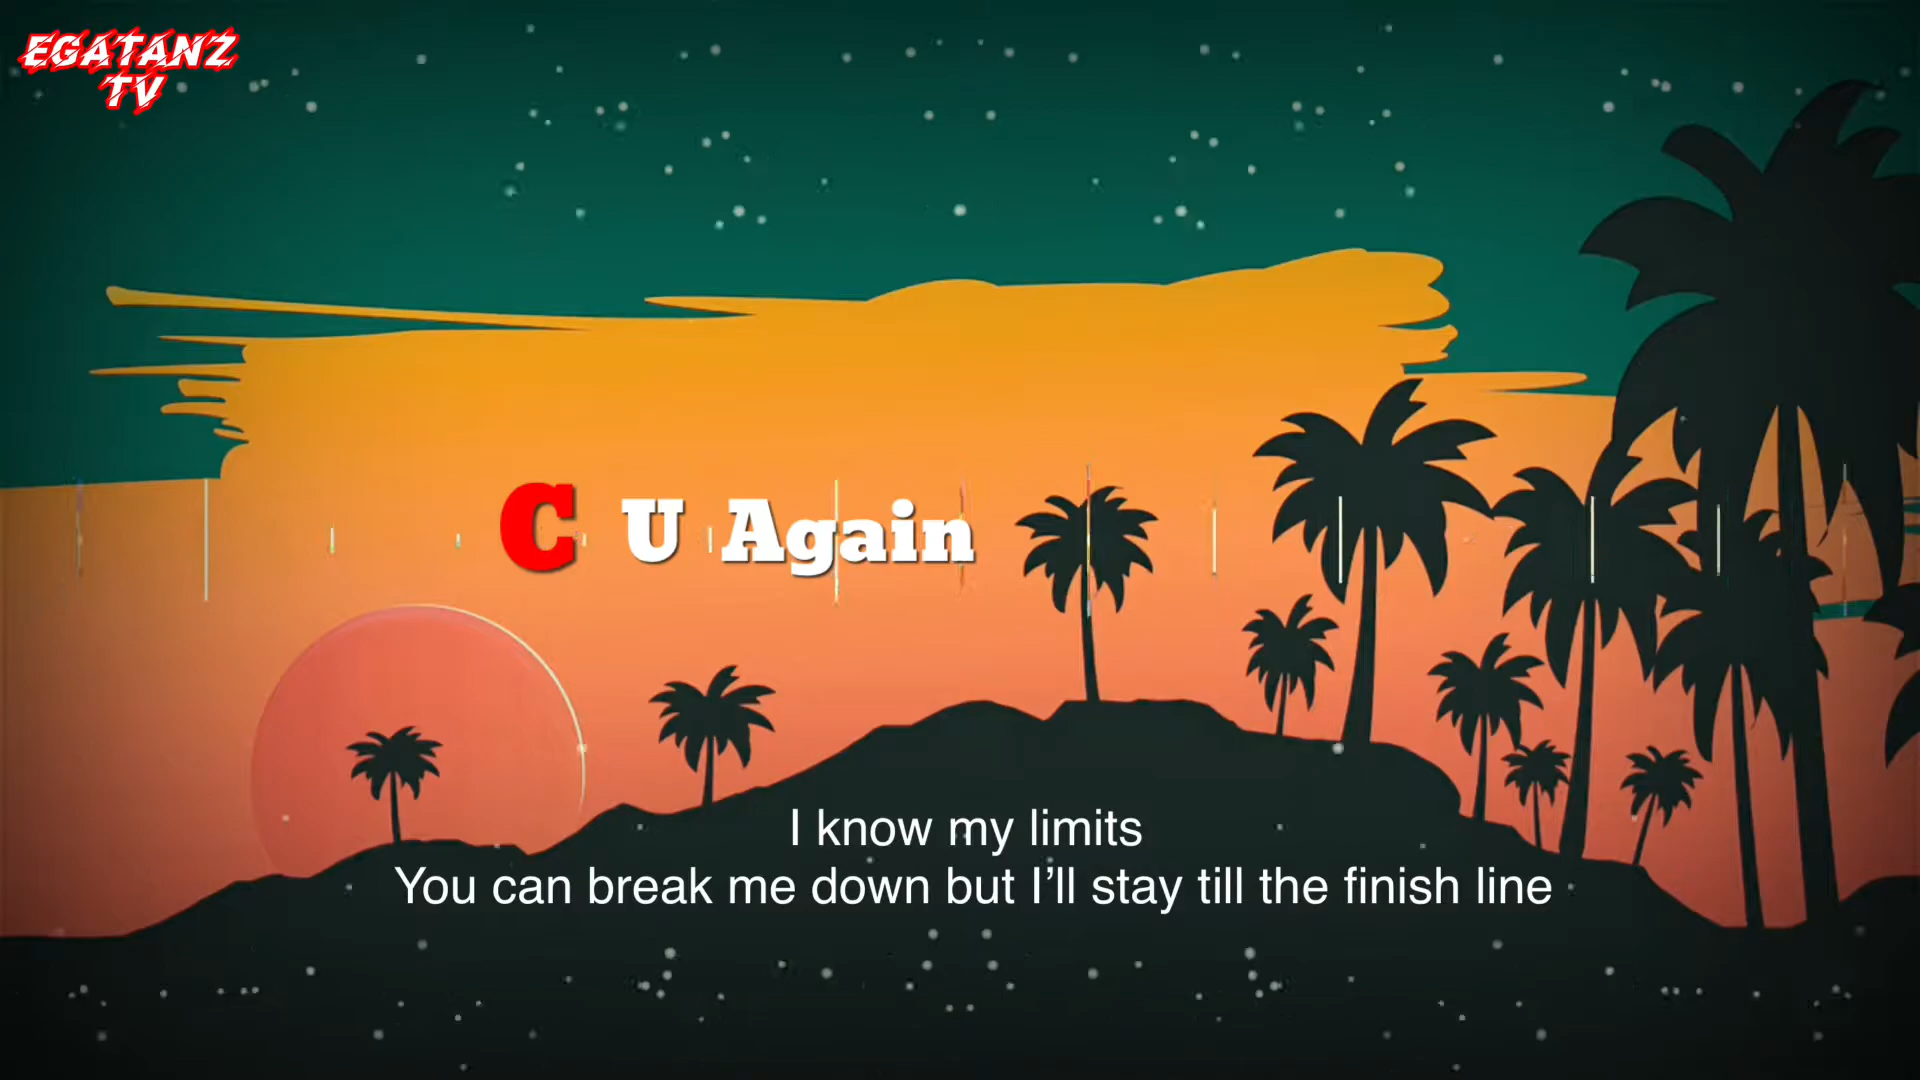 EGATANZ
TV
C U Again
I know my limits
You can break me down but I’ll stay till the finish line